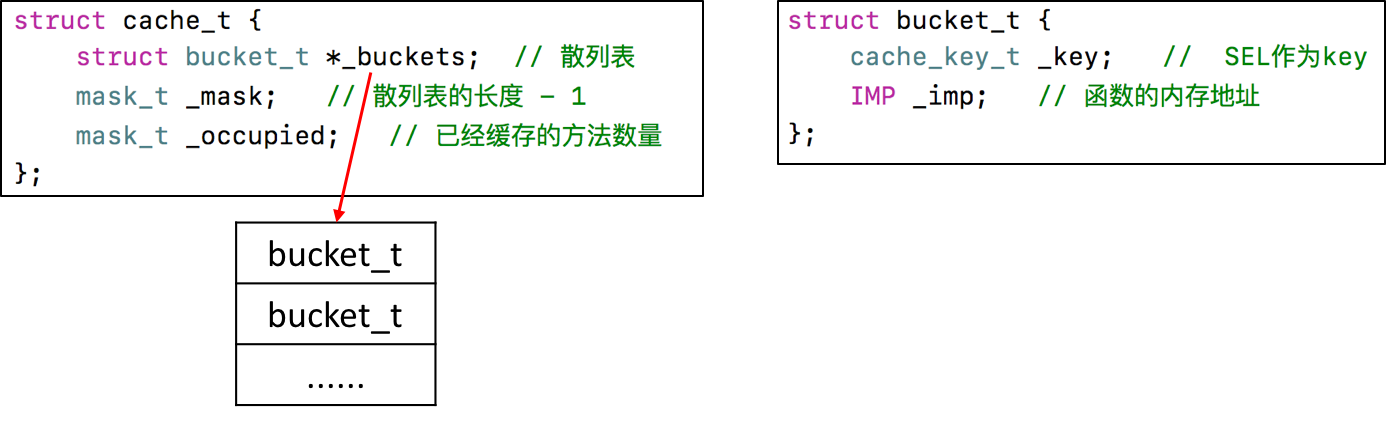 struct cache_t {
    struct bucket_t *_buckets;  // 散列表
    mask_t _mask;   // 散列表的长度 - 1
    mask_t _occupied;   // 已经缓存的方法数量
};
bucket_t
bucket_t
......
struct bucket_t {
    cache_key_t _key;   //  SEL作为key
    IMP _imp;   // 函数的内存地址
};